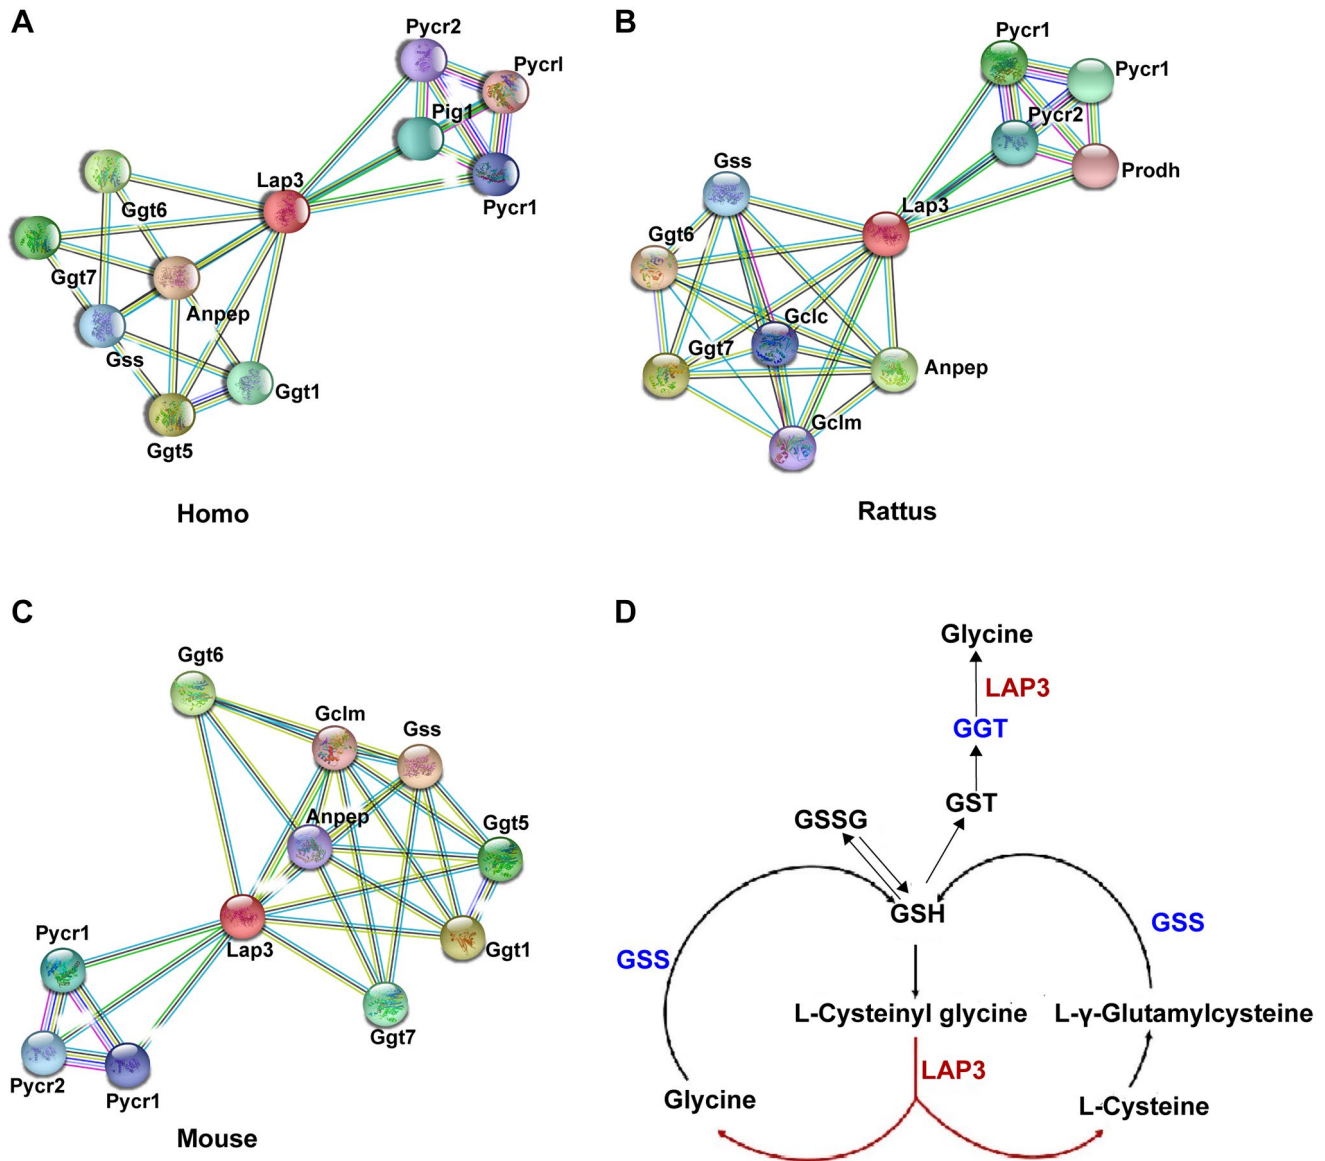 A
Pycr2
Pycrl
Pig1
Lap3
Pycr1
Ggt6
Ggt7
Anpep
Gss
Ggt1
Ggt5
Homo
B
Pycr1
Pycr1
Pycr2
Prodh
Gss
Lap3
Ggt6
Gclc
Ggt7
Anpep
Gclm
Rattus
C
Ggt6
Gclm
Gss
Anpep
Ggt5
Pycr1
Lap3
Ggt1
Ggt7
Pycr2
Pycr1
Mouse
D
Glycine
LAP3
GGT
GST
GSSG
GSH
GSS
GSS
L-Cysteinyl glycine
L-γ-Glutamylcysteine
LAP3
Glycine
L-Cysteine